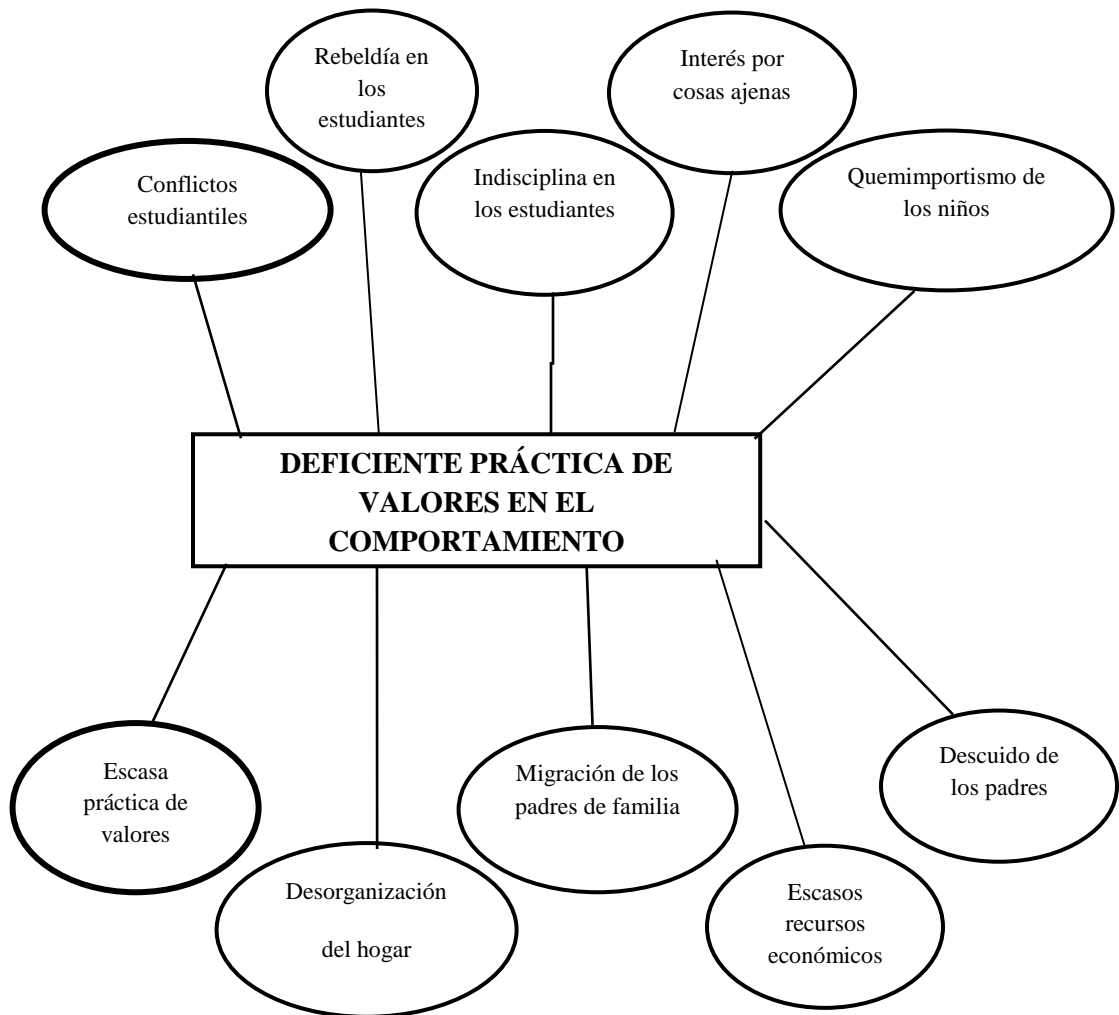 Rebeldía en
los
estudiantes
Interés por
cosas ajenas
Conflictos
estudiantiles
Indisciplina en
los estudiantes
Quemimportismo de
los niños
DEFICIENTE PRÁCTICA DE
VALORES EN EL
COMPORTAMIENTO
Escasa
práctica de
valores
Migración de los
padres de familia
Descuido de
los padres
Desorganización
del hogar
Escasos
recursos
económicos